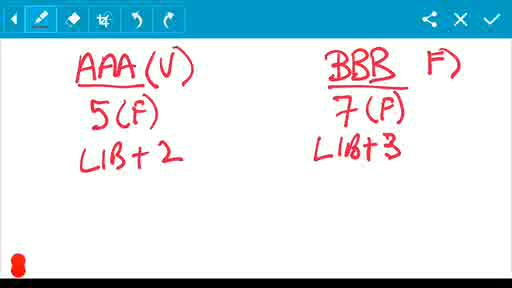 AAA (V) BBB F)
5 (F) 7 (F)
LIB + 2 LIB + 3